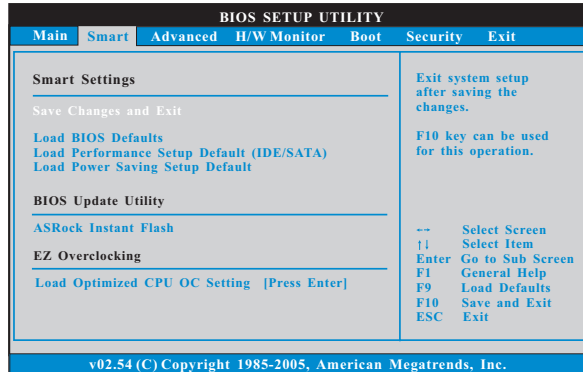 BIOS SETUP UTILITY
Main Smart Advanced H/W Monitor Boot Security Exit
Smart Settings
Save Changes and Exit
Load BIOS Defaults
Load Performance Setup Default (IDE/SATA)
Load Power Saving Setup Default
BIOS Update Utility
ASRock Instant Flash
EZ Overclocking
Load Optimized CPU OC Setting [Press Enter]
Exit system setup
after saving the
changes.
F10 key can be used
for this operation.
←→ Select Screen
↑↓ Select Item
Enter Go to Sub Screen
F1 General Help
F9 Load Defaults
F10 Save and Exit
ESC Exit
v02.54 (C) Copyright 1985-2005, American Megatrends, Inc.